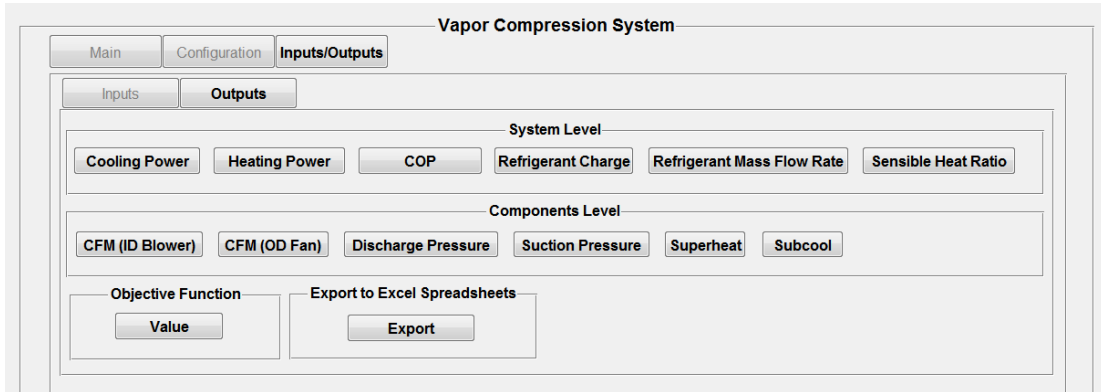 Vapor Compression System
Main Configuration Inputs/Outputs
Inputs Outputs
System Level
Cooling Power Heating Power COP Refrigerant Charge Refrigerant Mass Flow Rate Sensible Heat Ratio
Components Level
CFM (ID Blower) CFM (OD Fan) Discharge Pressure Suction Pressure Superheat Subcool
Objective Function Export to Excel Spreadsheets
Value Export